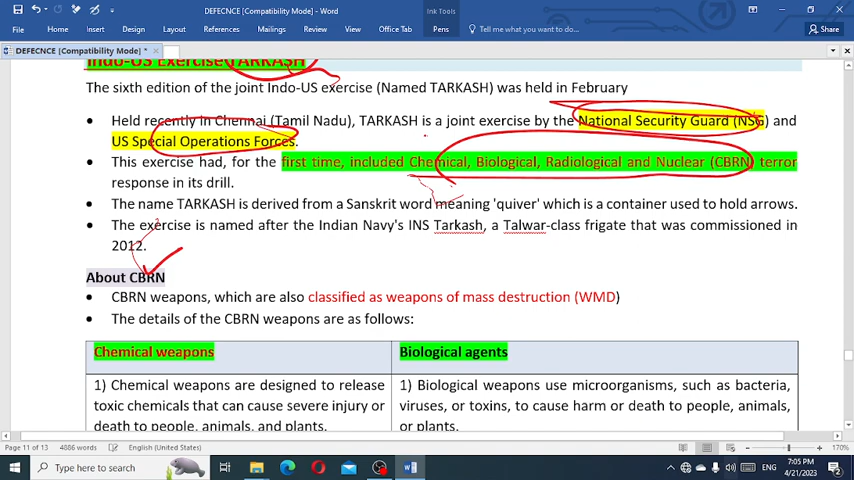 DEFECNCE [Compatibility Mode] - Word
Ink Tools
File
Home
Insert
Design
Layout
References
Mailings
Review
View
Office Tab
Pens
Tell me what you want to do
Share
DEFECNCE [Compatibility Mode] *
Indo-US Exercise(TARKASH)
The sixth edition of the joint Indo-US exercise (Named TARKASH) was held in February
• Held recently in Chennai (Tamil Nadu), TARKASH is a joint exercise by the National Security Guard (NSG) and
US Special Operations Forces.
• This exercise had, for the first time, included Chemical, Biological, Radiological and Nuclear (CBRN) terror
response in its drill.
• The name TARKASH is derived from a Sanskrit word meaning 'quiver' which is a container used to hold arrows.
• The exercise is named after the Indian Navy's INS Tarkash, a Talwar-class frigate that was commissioned in
2012.
About CBRN
• CBRN weapons, which are also classified as weapons of mass destruction (WMD)
• The details of the CBRN weapons are as follows:
Chemical weapons
Biological agents
1) Chemical weapons are designed to release
toxic chemicals that can cause severe injury or
death to people, animals, and plants.
1) Biological weapons use microorganisms, such as bacteria,
viruses, or toxins, to cause harm or death to people, animals,
or plants.
Page 11 of 13
4886 words
English (United States)
170%
Type here to search
ENG
7:05 PM
4/21/2023
2